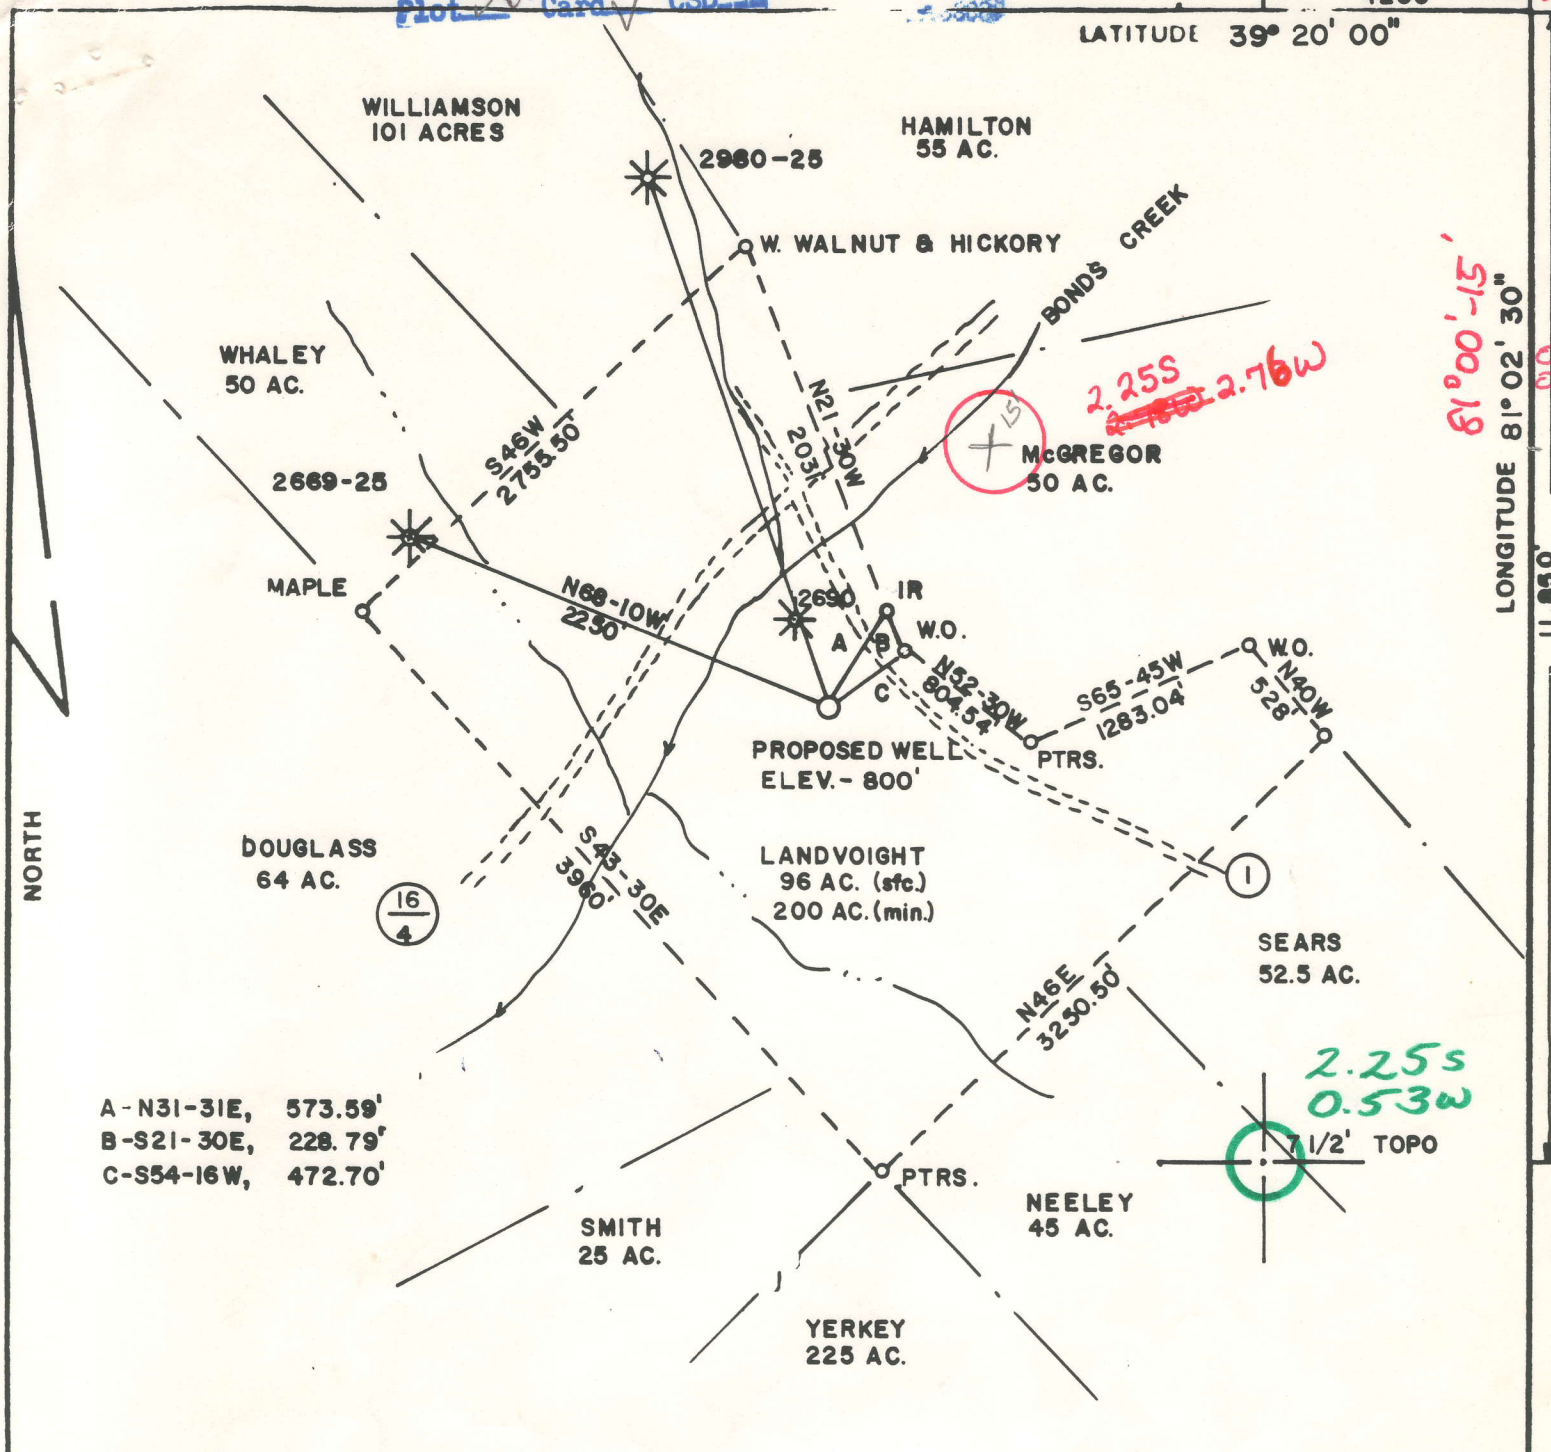 Plot Card
LATITUDE 39° 20' 00"
WILLIAMSON
101 ACRES
HAMILTON
55 AC.
2980-25
W. WALNUT & HICKORY
BONDS CREEK
81°00'-15'
LONGITUDE 81° 02' 30"
WHALEY
50 AC.
2.25S
2.76W
15'
N21-30W
S46W
2755.50'
McGREGOR
50 AC.
2669-25
MAPLE
N68-10W
2250'
2690
IR
A
B
C
W.O.
N52-30W
804.54'
S65-45W
1283.04'
W.O.
N40W
528'
PROPOSED WELL
ELEV.- 800'
PTRS.
NORTH
DOUGLASS
64 AC.
16
4
S43-30E
3960'
LANDVOIGHT
96 AC. (sfc.)
200 AC. (min.)
1
SEARS
52.5 AC.
N46E
3250.50'
A-N31-31E, 573.59'
B-S21-30E, 228.79'
C-S54-16W, 472.70'
2.25s
0.53w
7 1/2' TOPO
PTRS.
NEELEY
45 AC.
SMITH
25 AC.
YERKEY
225 AC.